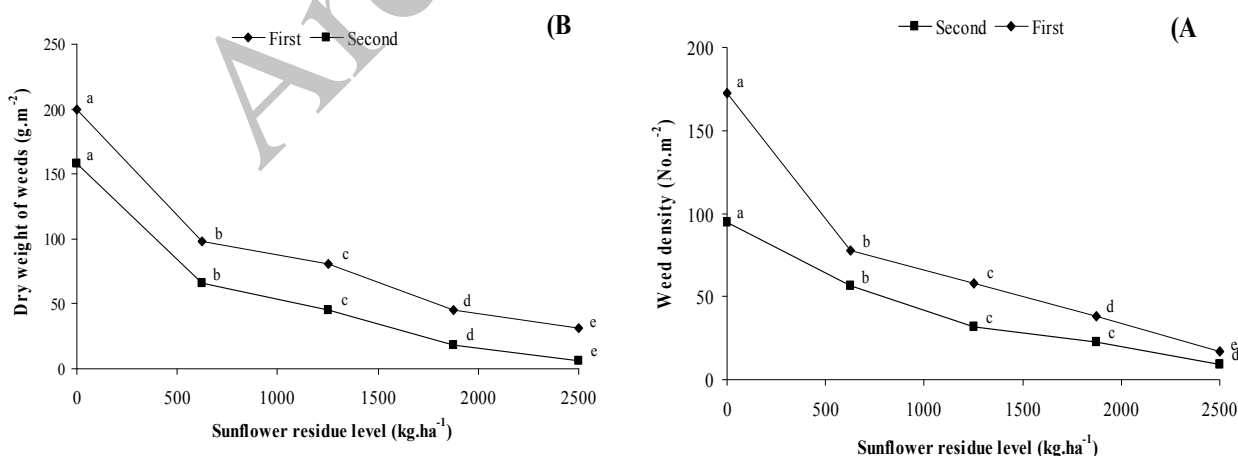 (B
First Second
250
200
150
100
50
0
Dry weight of weeds (g.m⁻²)
a
a
b
b
c
c
d
d
e
e
0 500 1000 1500 2000 2500
Sunflower residue level (kg.ha⁻¹)
(A
Second First
200
150
100
50
0
Weed density (No.m⁻²)
a
a
b
b
c
c
d
c
e
d
0 500 1000 1500 2000 2500
Sunflower residue level (kg.ha⁻¹)